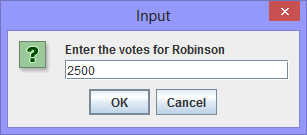 Input
Enter the votes for Robinson
2500
OK
Cancel